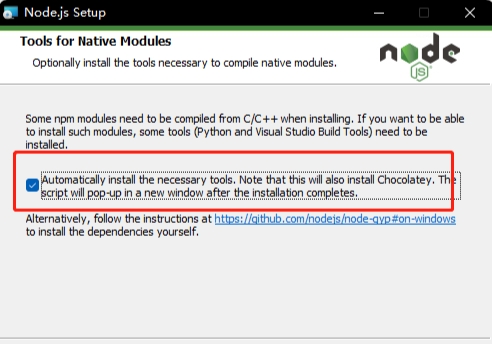 Node.js Setup
Tools for Native Modules
Optionally install the tools necessary to compile native modules.
node
JS
Some npm modules need to be compiled from C/C++ when installing. If you want to be able
to install such modules, some tools (Python and Visual Studio Build Tools) need to be
installed.
Automatically install the necessary tools. Note that this will also install Chocolatey. The
script will pop-up in a new window after the installation completes.
Alternatively, follow the instructions at https://github.com/nodejs/node-gyp#on-windows
to install the dependencies yourself.